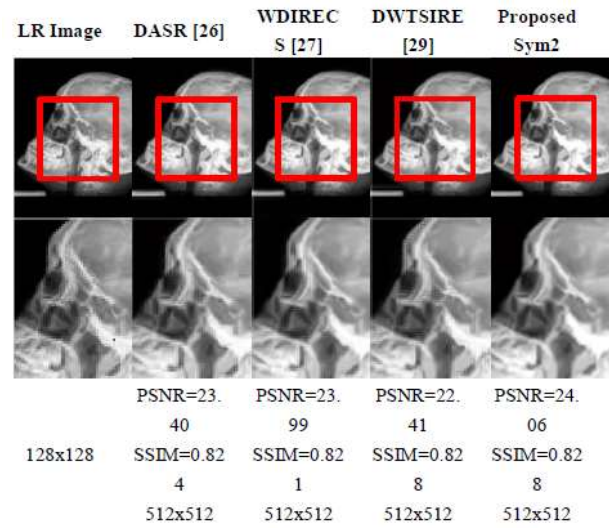 LR Image DASR [26] WDIREC DWTSIRE Proposed
S [27] [29] Sym2
PSNR=23. PSNR=23. PSNR=22. PSNR=24.
40 99 41 06
128x128 SSIM=0.82 SSIM=0.82 SSIM=0.82 SSIM=0.82
4 1 8 8
512x512 512x512 512x512 512x512